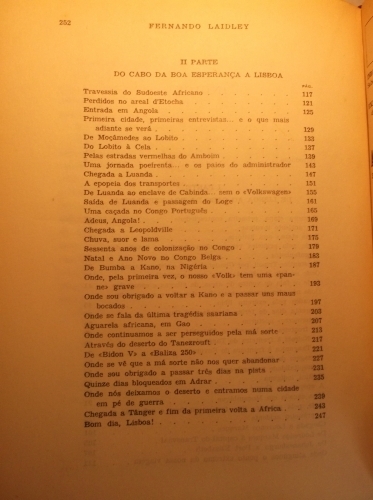 252 FERNANDO LAIDLEY
II PARTE
DO CABO DA BOA ESPERANÇA A LISBOA
PÁG.
Travessia do Sudoeste Africano . . . . . . . . 117
Perdidos no areal d'Etocha . . . . . . . . 121
Entrada em Angola . . . . . . . . 125
Primeira cidade, primeiras entrevistas... e o que mais
adiante se verá . . . . . . . . 129
De Moçâmedes ao Lobito . . . . . . . . 133
Do Lobito à Cela . . . . . . . . 137
Pelas estradas vermelhas do Amboim . . . . . . . . 139
Uma jornada poeirenta... e os paios de administrador 141
Chegada a Luanda . . . . . . . . 147
A epopeia dos transportes . . . . . . . . 151
De Luanda ao enclave de Cabinda... sem o «Volkswagen» 155
Saída de Luanda e passagem do Loge . . . . . . . . 161
Uma caçada no Congo Português . . . . . . . . 165
Adeus, Angola! . . . . . . . . 169
Chegada a Leopoldville . . . . . . . . 171
Chuva, suor e lama . . . . . . . . 175
Sessenta anos de colonização no Congo . . . . . . . . 179
Natal e Ano Novo no Congo Belga . . . . . . . . 183
De Bumba a Kano, na Nigéria . . . . . . . . 187
Onde, pela primeira vez, o nosso «Volk» tem uma «pan-
ne» grave . . . . . . . . 193
Onde sou obrigado a voltar a Kano e a passar uns maus
bocados . . . . . . . . 197
Onde se fala da última tragédia saariana . . . . . . . . 203
Aguarela africana, em Gao . . . . . . . . 207
Onde continuamos a ser perseguidos pela má sorte . . 213
Através do deserto do Tanezrouft . . . . . . . . 217
De «Bidon V» a «Baliza 250» . . . . . . . . 221
Onde se vê que a má sorte não nos quer abandonar . . 227
Onde sou obrigado a passar três dias na pista . . . . 231
Quinze dias bloqueados em Adrar . . . . . . . . 235
Onde nós deixamos o deserto e entramos numa cidade
em pé de guerra . . . . . . . . 239
Chegada a Tânger e fim da primeira volta a África . . 243
Bom dia, Lisboa! . . . . . . . . 247